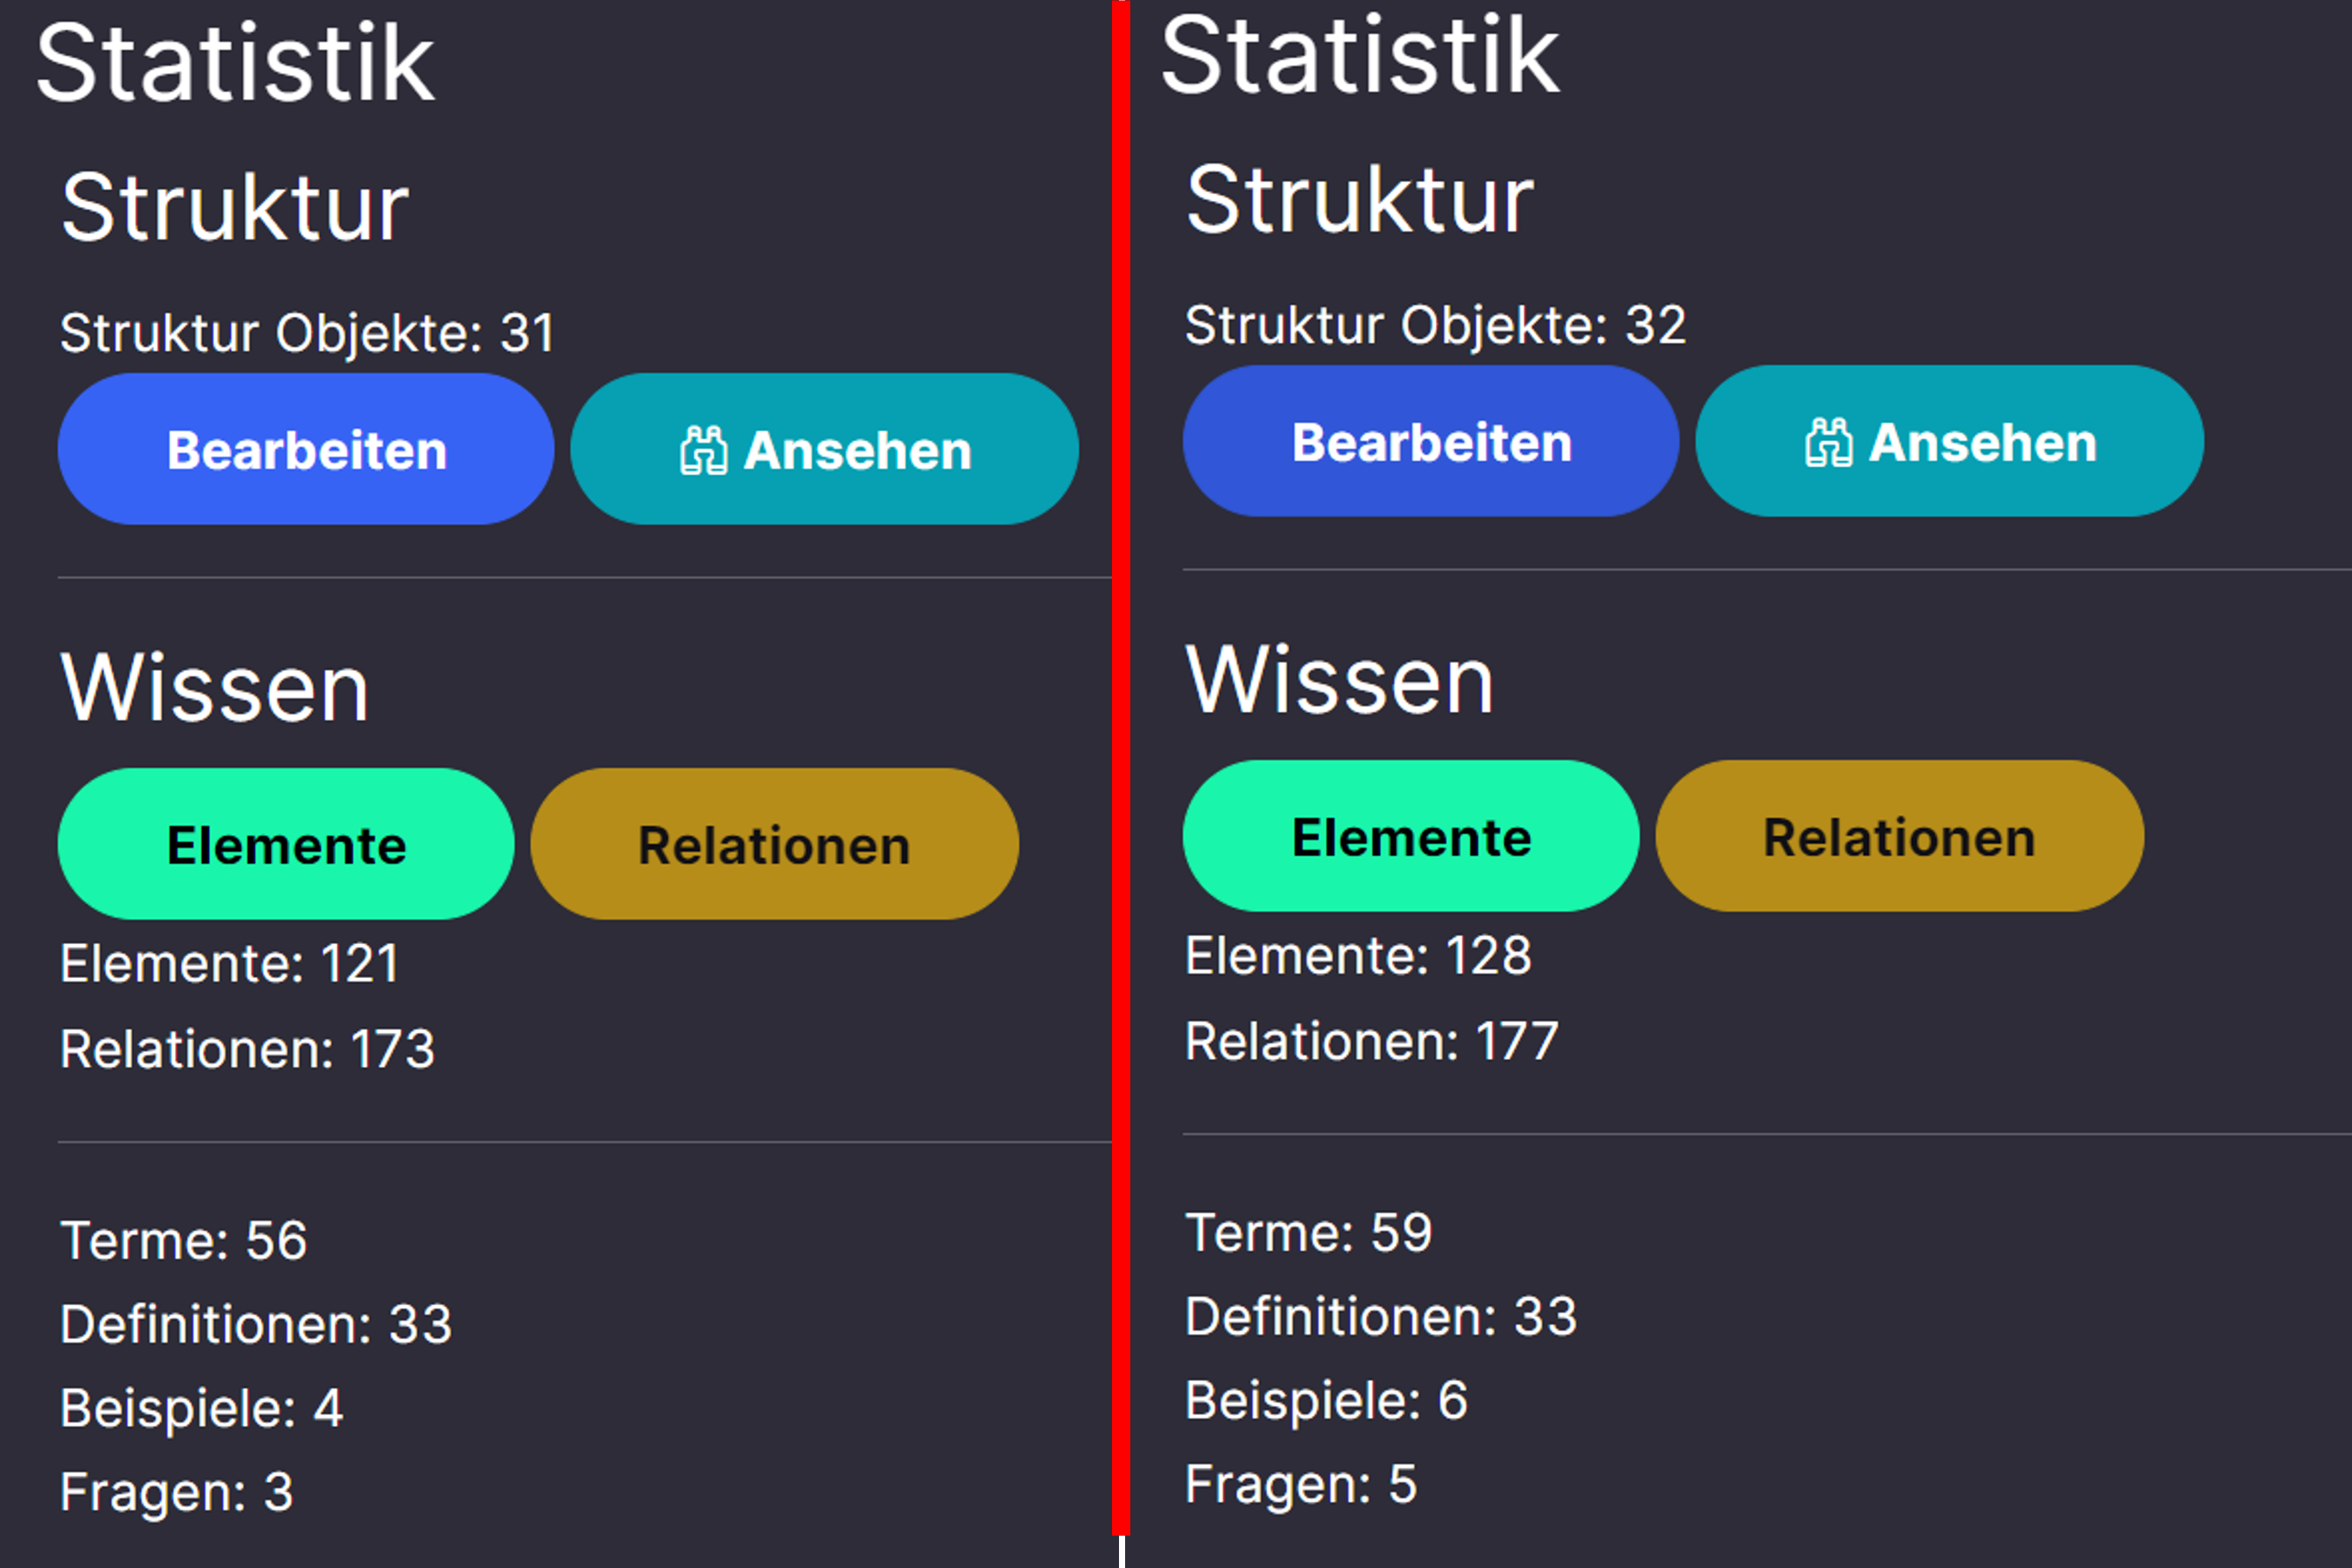 Statistik
Struktur
Struktur Objekte: 31
Bearbeiten
Ansehen
Wissen
Elemente
Relationen
Elemente: 121
Relationen: 173
Terme: 56
Definitionen: 33
Beispiele: 4
Fragen: 3
Statistik
Struktur
Struktur Objekte: 32
Bearbeiten
Ansehen
Wissen
Elemente
Relationen
Elemente: 128
Relationen: 177
Terme: 59
Definitionen: 33
Beispiele: 6
Fragen: 5